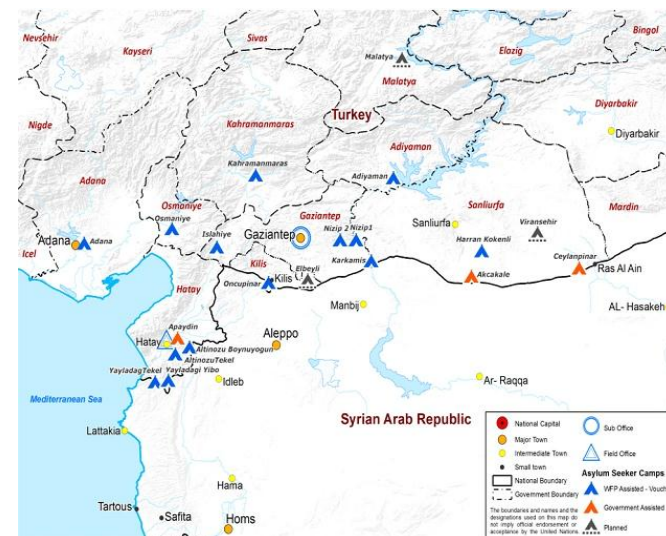 Nevsehir
Kayseri
Sivas
Elazig
Bingol
Malatya
Malatya
Turkey
Diyarbakir
Diyarbakir
Nigde
Kahramanmaras
Adiyaman
Kahramanmaras
Adiyaman
Adana
Mardin
Osmaniye
Gaziantep
Sanliurfa
Osmaniye
Nizip 2
Nizip1
Sanliurfa
Viransehir
Adana
Adana
Islahiye
Gaziantep
Harran Kokenli
Icel
Kilis
Karkamis
Ceylanpinar
Elbeyli
Ras Al Ain
Oncupinar
Kilis
Akcakale
Hatay
Manbij
AL- Hasakeh
Apaydin
Hatay
Aleppo
Altinozu Boynuyogun
AltinozuTekel
YayladagTekel
Yayladagi Yibo
Idleb
Ar- Raqqa
Mediterranean Sea
Syrian Arab Republic
Lattakia
Hama
Tartous
Safita
Homs
National Capital
Major Town
Intermediate Town
Small town
National Boundary
Government Boundary
The boundaries and names and the
designations used on this map do
not imply official endorsement or
acceptance by the United Nations
Sub Office
Field Office
Asylum Seeker Camps
WFP Assisted - Vouch
Government Assisted
Planned